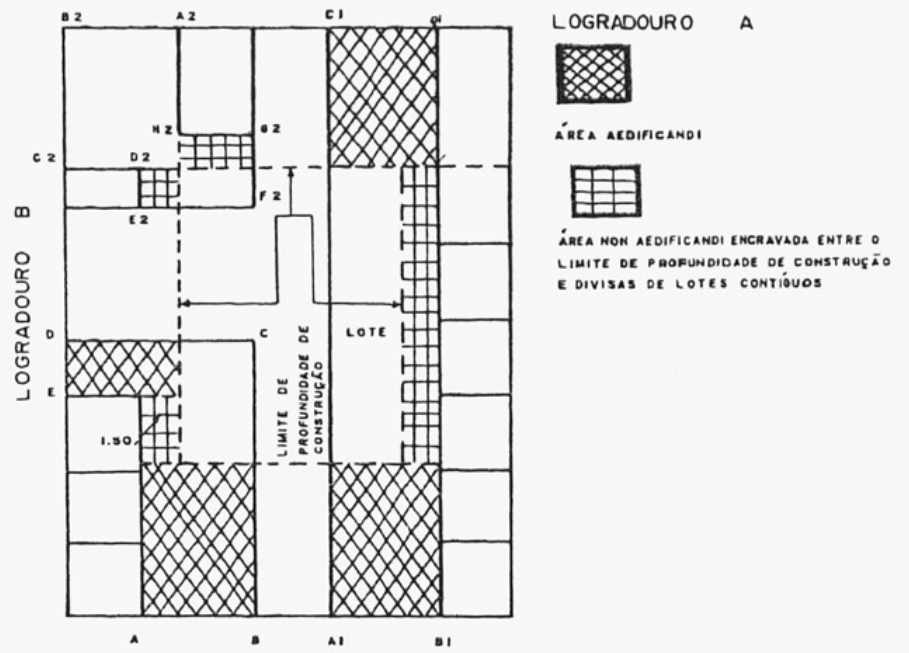 B2 A2 C1
LOGRADOURO A
ÁREA AEDIFICANDI
ÁREA NON AEDIFICANDI ENCRAVADA ENTRE O
LIMITE DE PROFUNDIDADE DE CONSTRUÇÃO
E DIVISAS DE LOTES CONTÍGUOS
H2 G2
C2 D2
F2
E2
LOGRADOURO B
D C LOTE
LIMITE DE
PROFUNDIDADE DE
CONSTRUÇÃO
E
1.50
A B A1 B1